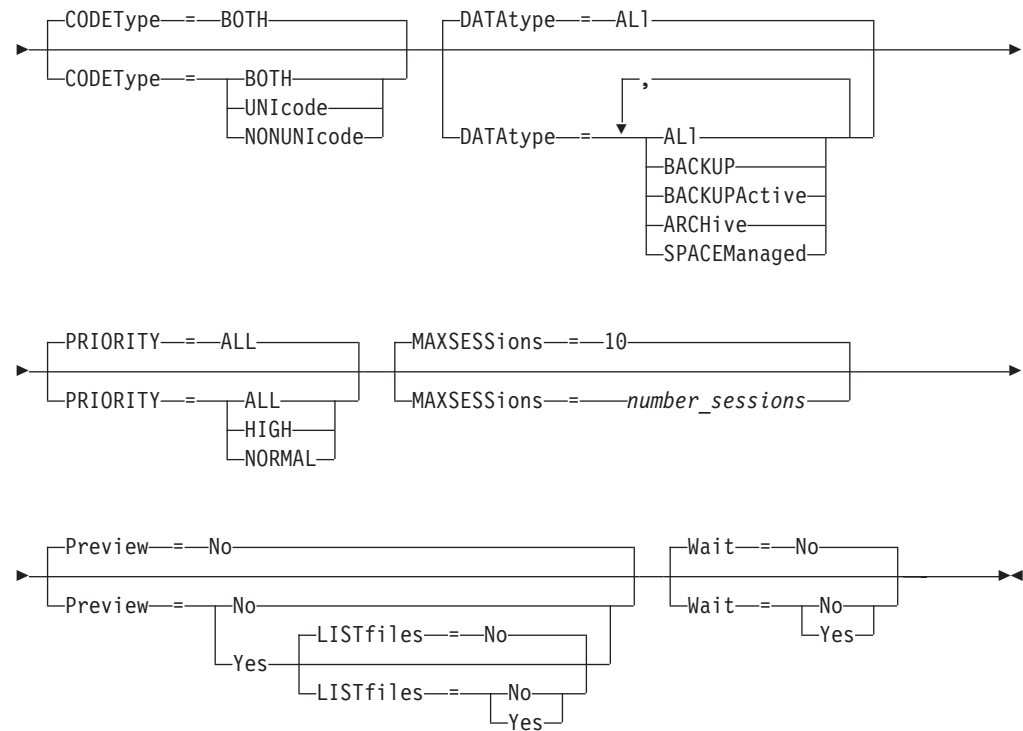 CODEType = BOTH DATAtype = ALl
CODEType = BOTH ,
UNIcode
NONUNIcode DATAtype = ALl
BACKUP
BACKUPActive
ARCHive
SPACEManaged
PRIORITY = ALL MAXSESSions = 10
PRIORITY = ALL MAXSESSions = number_sessions
HIGH
NORMAL
Preview = No Wait = No
Preview = No Wait = No
LISTfiles = No Yes
Yes
LISTfiles = No
Yes